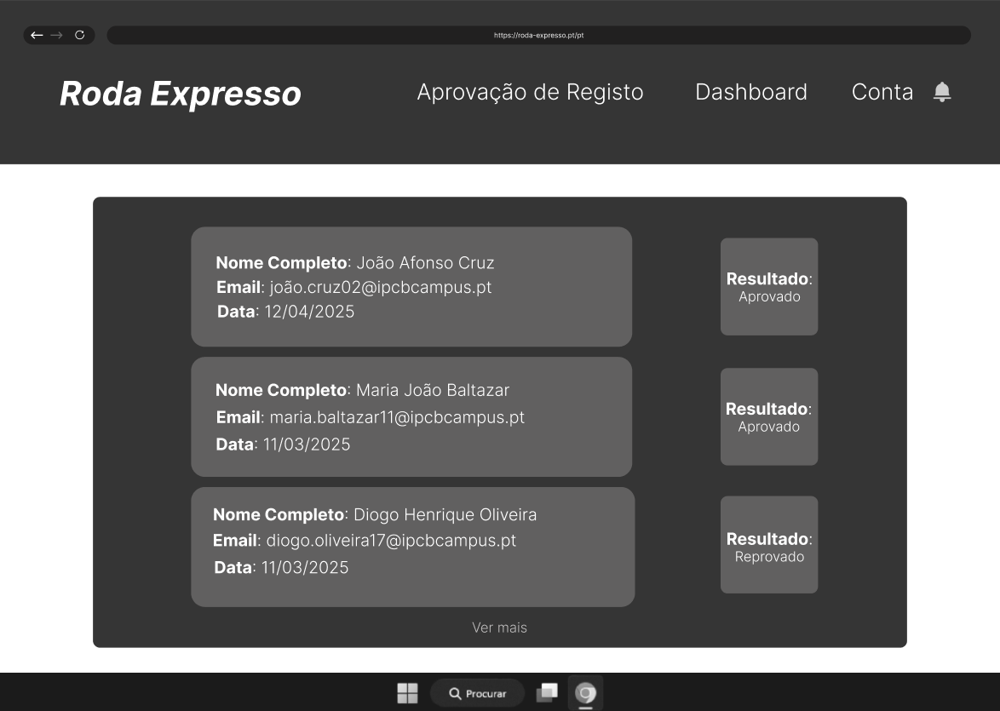 https://roda-expresso.pt/pt
Roda Expresso
Aprovação de Registo
Dashboard
Conta
Nome Completo: João Afonso Cruz
Email: joão.cruz02@ipcbcampus.pt
Data: 12/04/2025
Resultado:
Aprovado
Nome Completo: Maria João Baltazar
Email: maria.baltazar11@ipcbcampus.pt
Data: 11/03/2025
Resultado:
Aprovado
Nome Completo: Diogo Henrique Oliveira
Email: diogo.oliveira17@ipcbcampus.pt
Data: 11/03/2025
Resultado:
Reprovado
Ver mais
Procurar